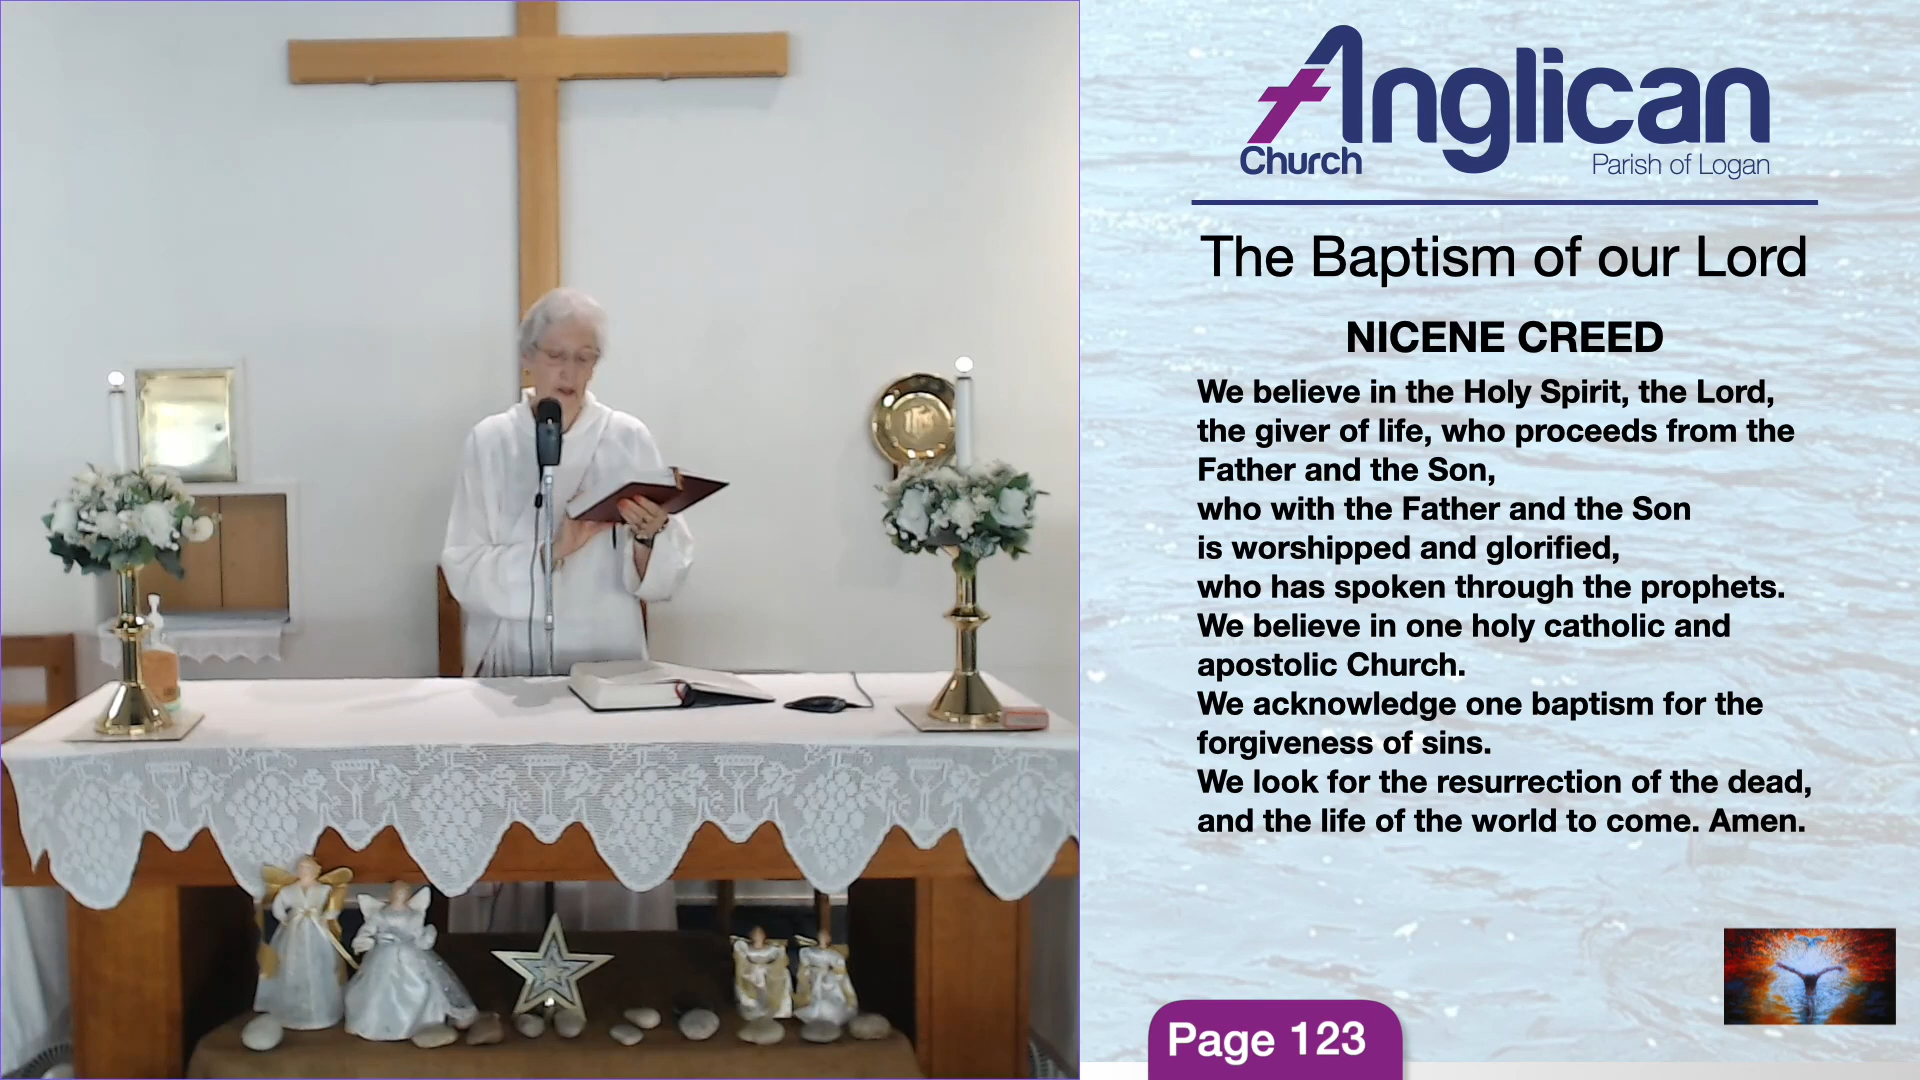 Anglican
Church
Parish of Logan
The Baptism of our Lord
NICENE CREED
We believe in the Holy Spirit, the Lord,
the giver of life, who proceeds from the
Father and the Son,
who with the Father and the Son
is worshipped and glorified,
who has spoken through the prophets.
We believe in one holy catholic and
apostolic Church.
We acknowledge one baptism for the
forgiveness of sins.
We look for the resurrection of the dead,
and the life of the world to come. Amen.
Page 123